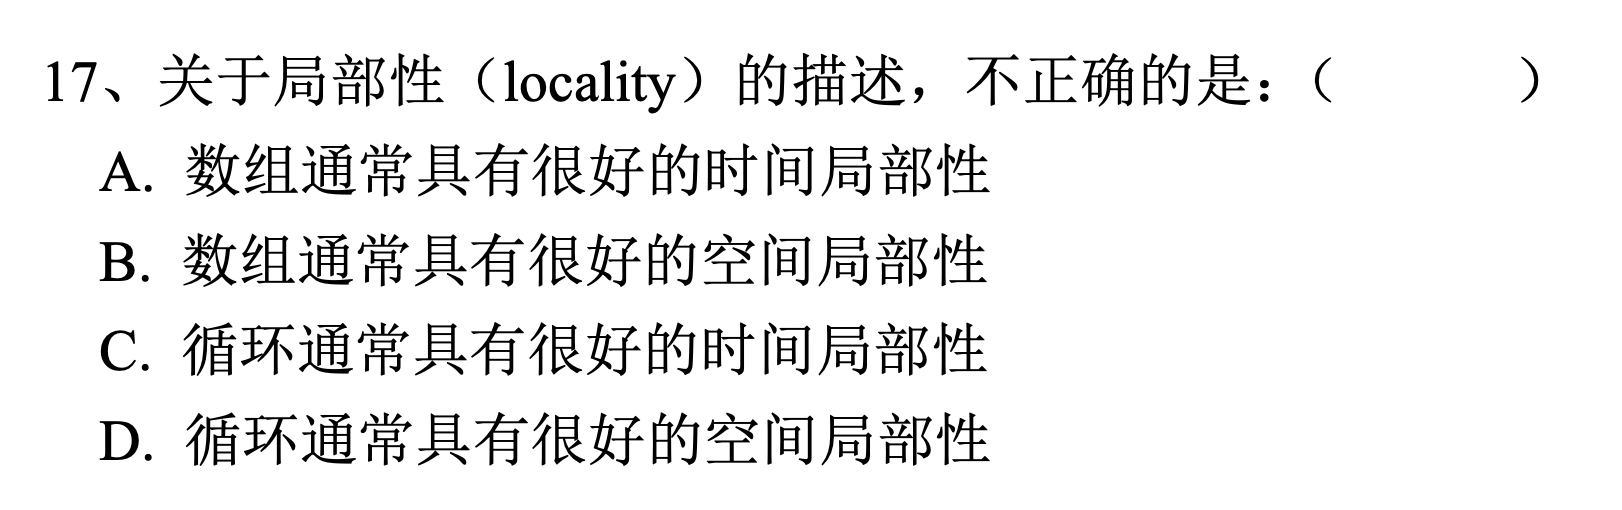 17、关于局部性（locality）的描述，不正确的是：（　　　）
A. 数组通常具有很好的时间局部性
B. 数组通常具有很好的空间局部性
C. 循环通常具有很好的时间局部性
D. 循环通常具有很好的空间局部性